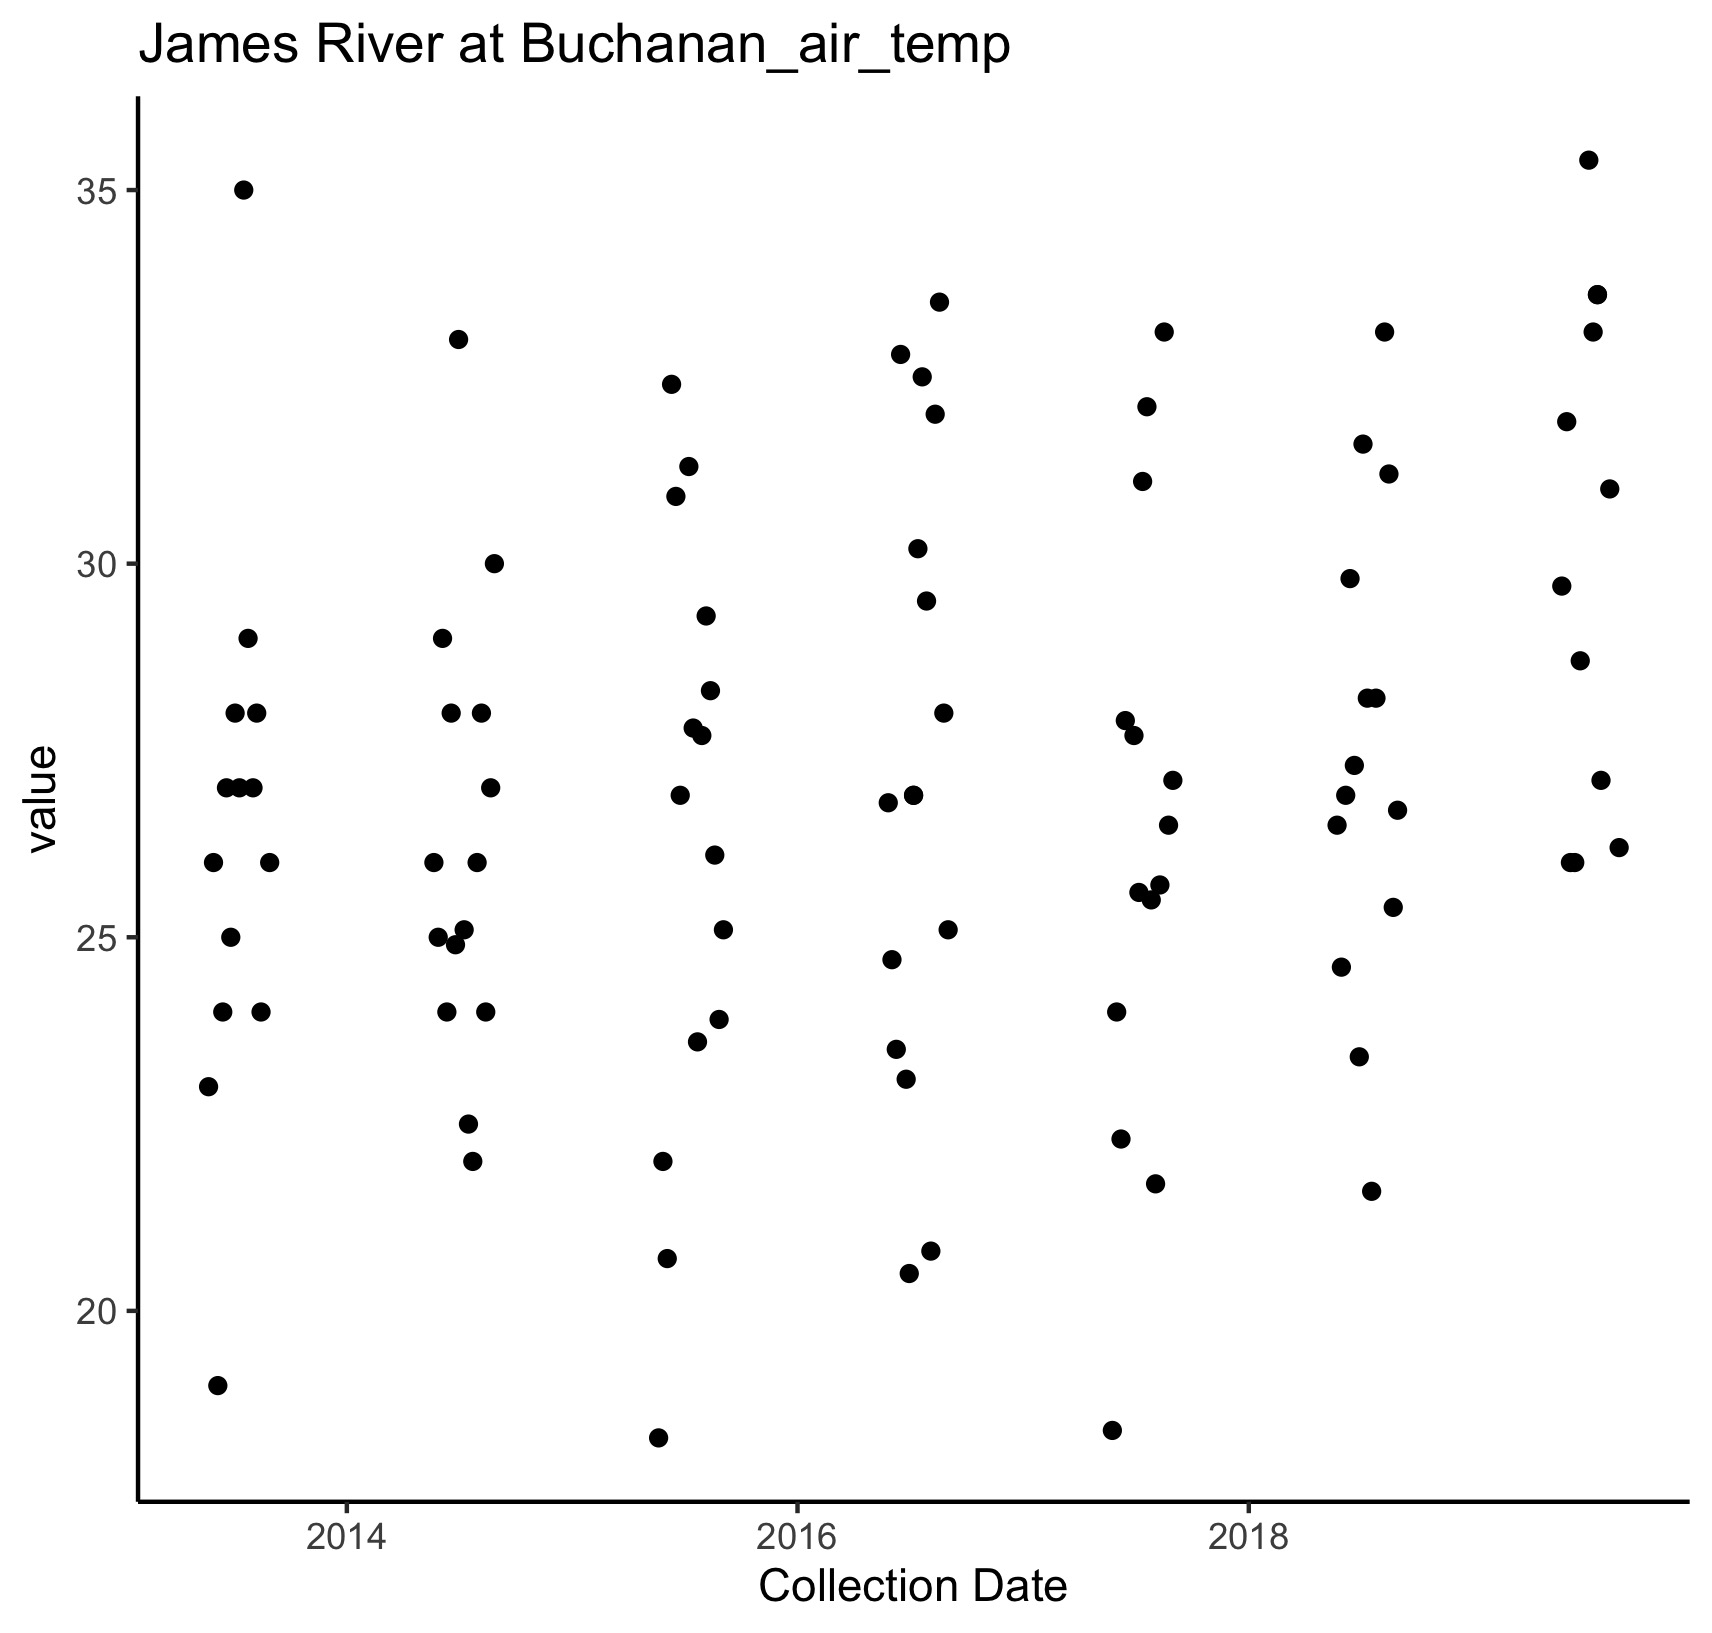 James River at Buchanan_air_temp
35
30
25
20
value
2014 2016 2018
Collection Date